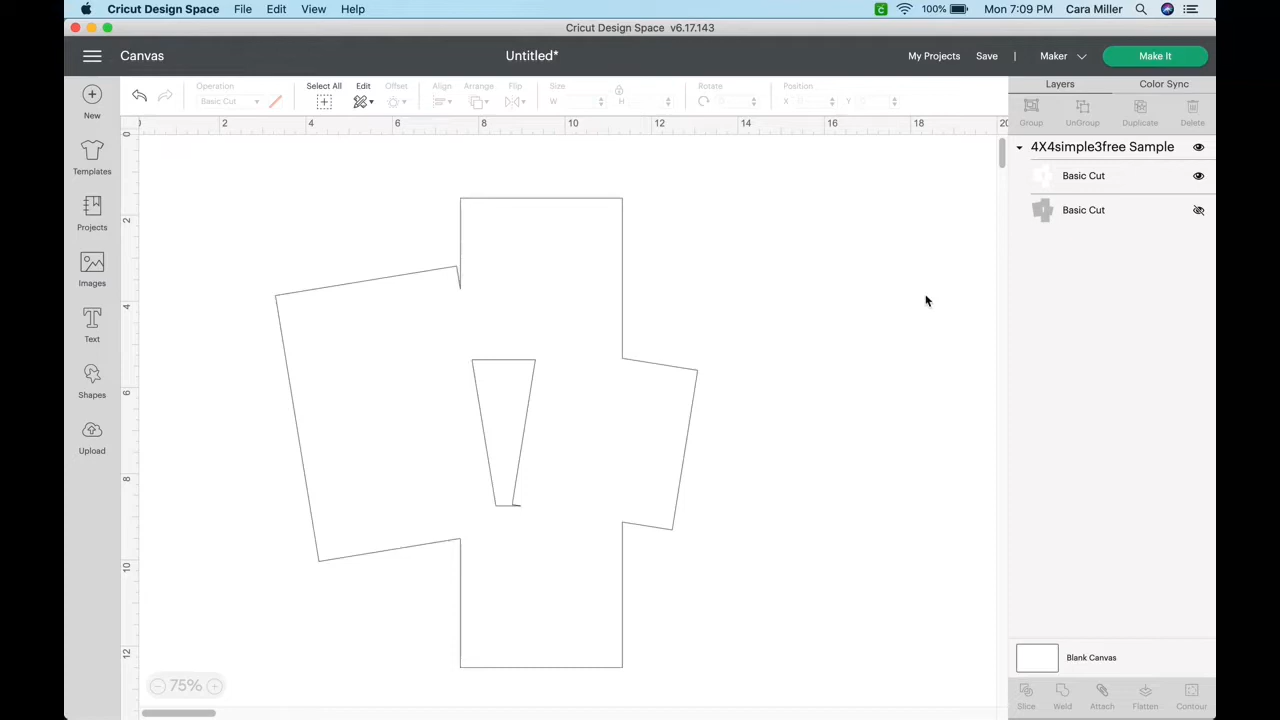 Cricut Design Space File Edit View Help 100% Mon 7:09 PM Cara Miller
Cricut Design Space v6.17.143
Canvas Untitled* My Projects Save | Maker Make It
Operation Select All Edit Offset Align Arrange Flip Size Rotate Position
Basic Cut W H X 0 Y 0
Layers Color Sync
Group UnGroup Duplicate Delete
New
Templates
Projects
Images
Text
Shapes
Upload
2 4 6 8 10 12 14 16 18 20
0
2
4
6
8
10
12
4X4simple3free Sample
Basic Cut
Basic Cut
75%
Blank Canvas
Slice Weld Attach Flatten Contour